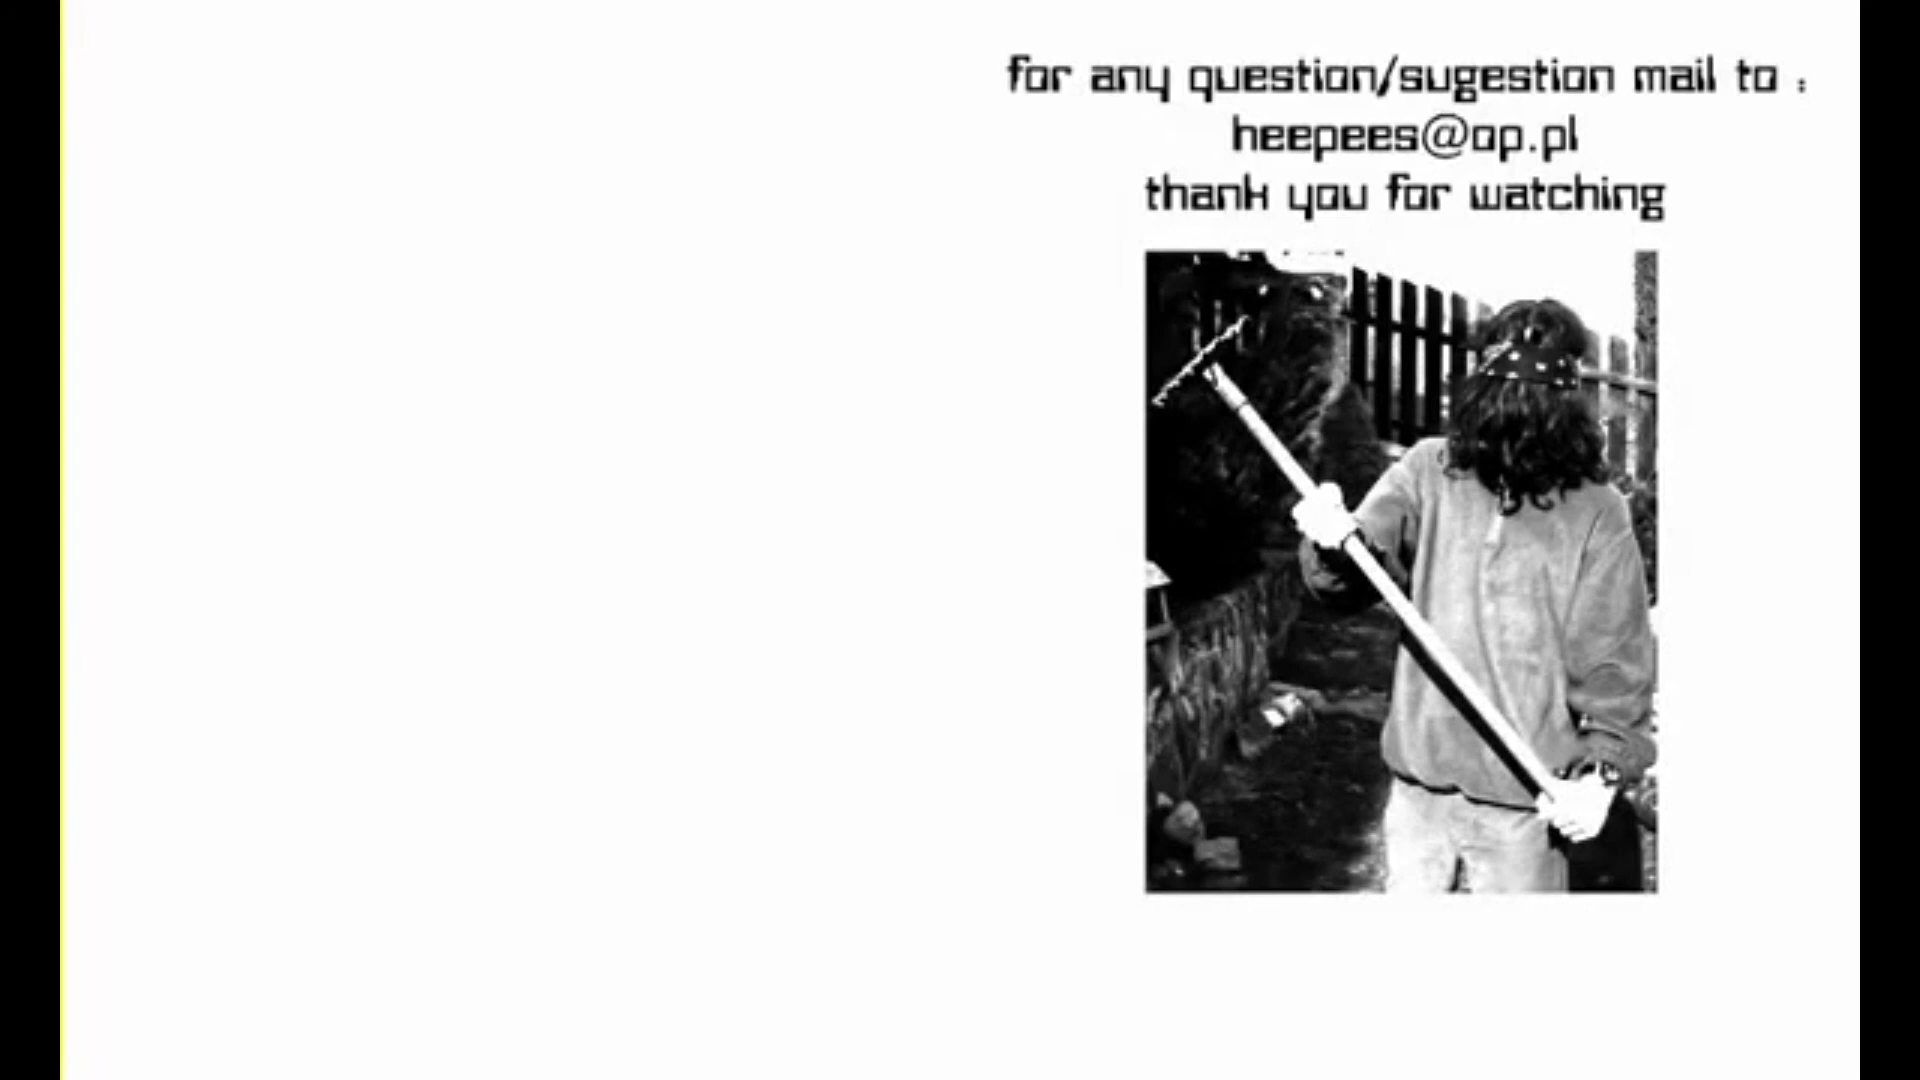 for any question/sugestion mail to :
heepees@op.pl
thank you for watching